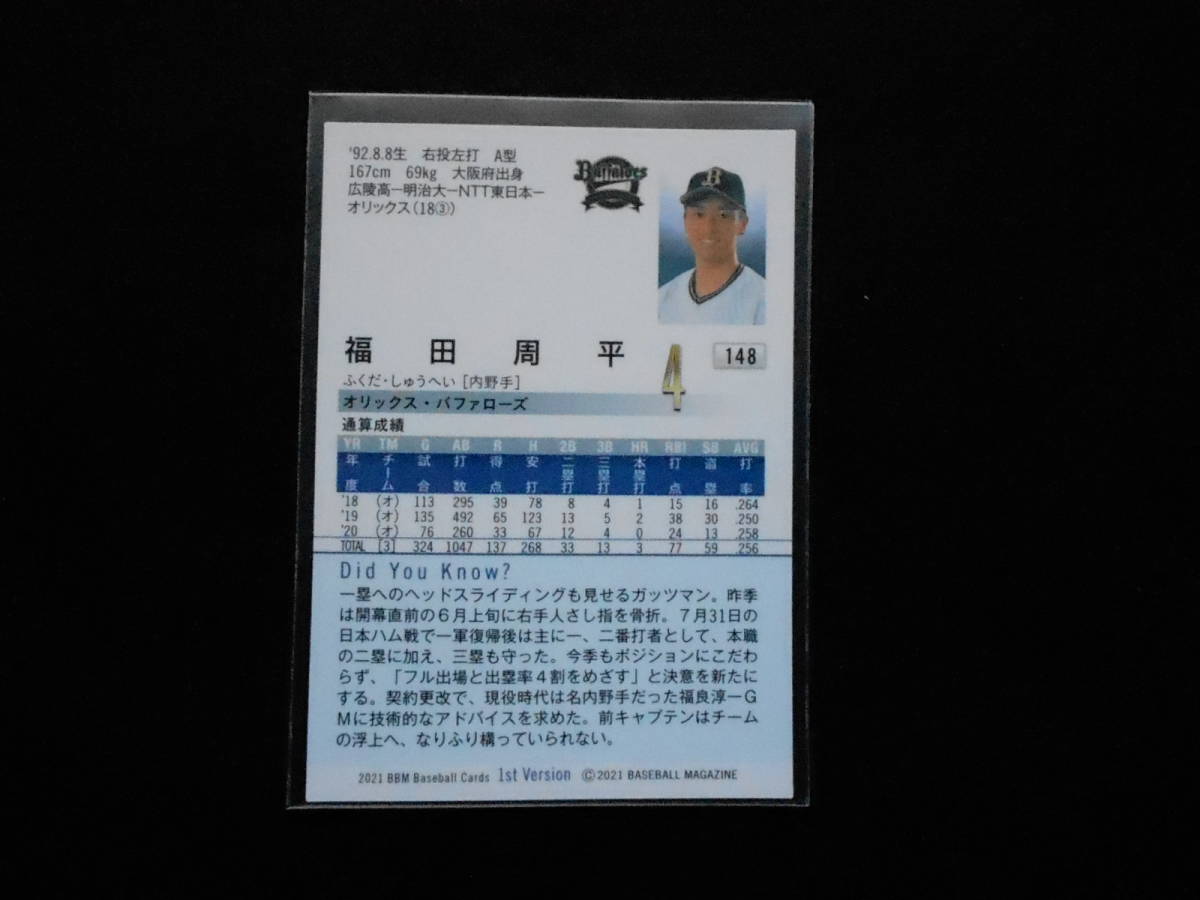 '92.8.8生 右投左打 A型
167cm 69kg 大阪府出身
広陵高ー明治大ーNTT東日本ー
オリックス(18③)
Buffaloes
B
福田周平 4 148
ふくだ・しゅうへい [内野手]
オリックス・バファローズ
通算成績
YR TM G AB R H 2B 3B HR RBI SB AVG
年度 チーム 試合 打数 得点 安打 二塁打 三塁打 本塁打 打点 盗塁 打率
'18 (オ) 113 295 39 78 8 4 1 15 16 .264
'19 (オ) 135 492 65 123 13 5 2 38 30 .250
'20 (オ) 76 260 33 67 12 4 0 24 13 .258
TOTAL [3] 324 1047 137 268 33 13 3 77 59 .256
Did You Know?
一塁へのヘッドスライディングも見せるガッツマン。昨季
は開幕直前の6月上旬に右手人さし指を骨折。7月31日の
日本ハム戦で一軍復帰後は主に一、二番打者として、本職
の二塁に加え、三塁も守った。今季もポジションにこだわ
らず、「フル出場と出塁率4割をめざす」と決意を新たに
する。契約更改で、現役時代は名内野手だった福良淳一G
Mに技術的なアドバイスを求めた。前キャプテンはチーム
の浮上へ、なりふり構っていられない。
2021 BBM Baseball Cards 1st Version ©2021 BASEBALL MAGAZINE